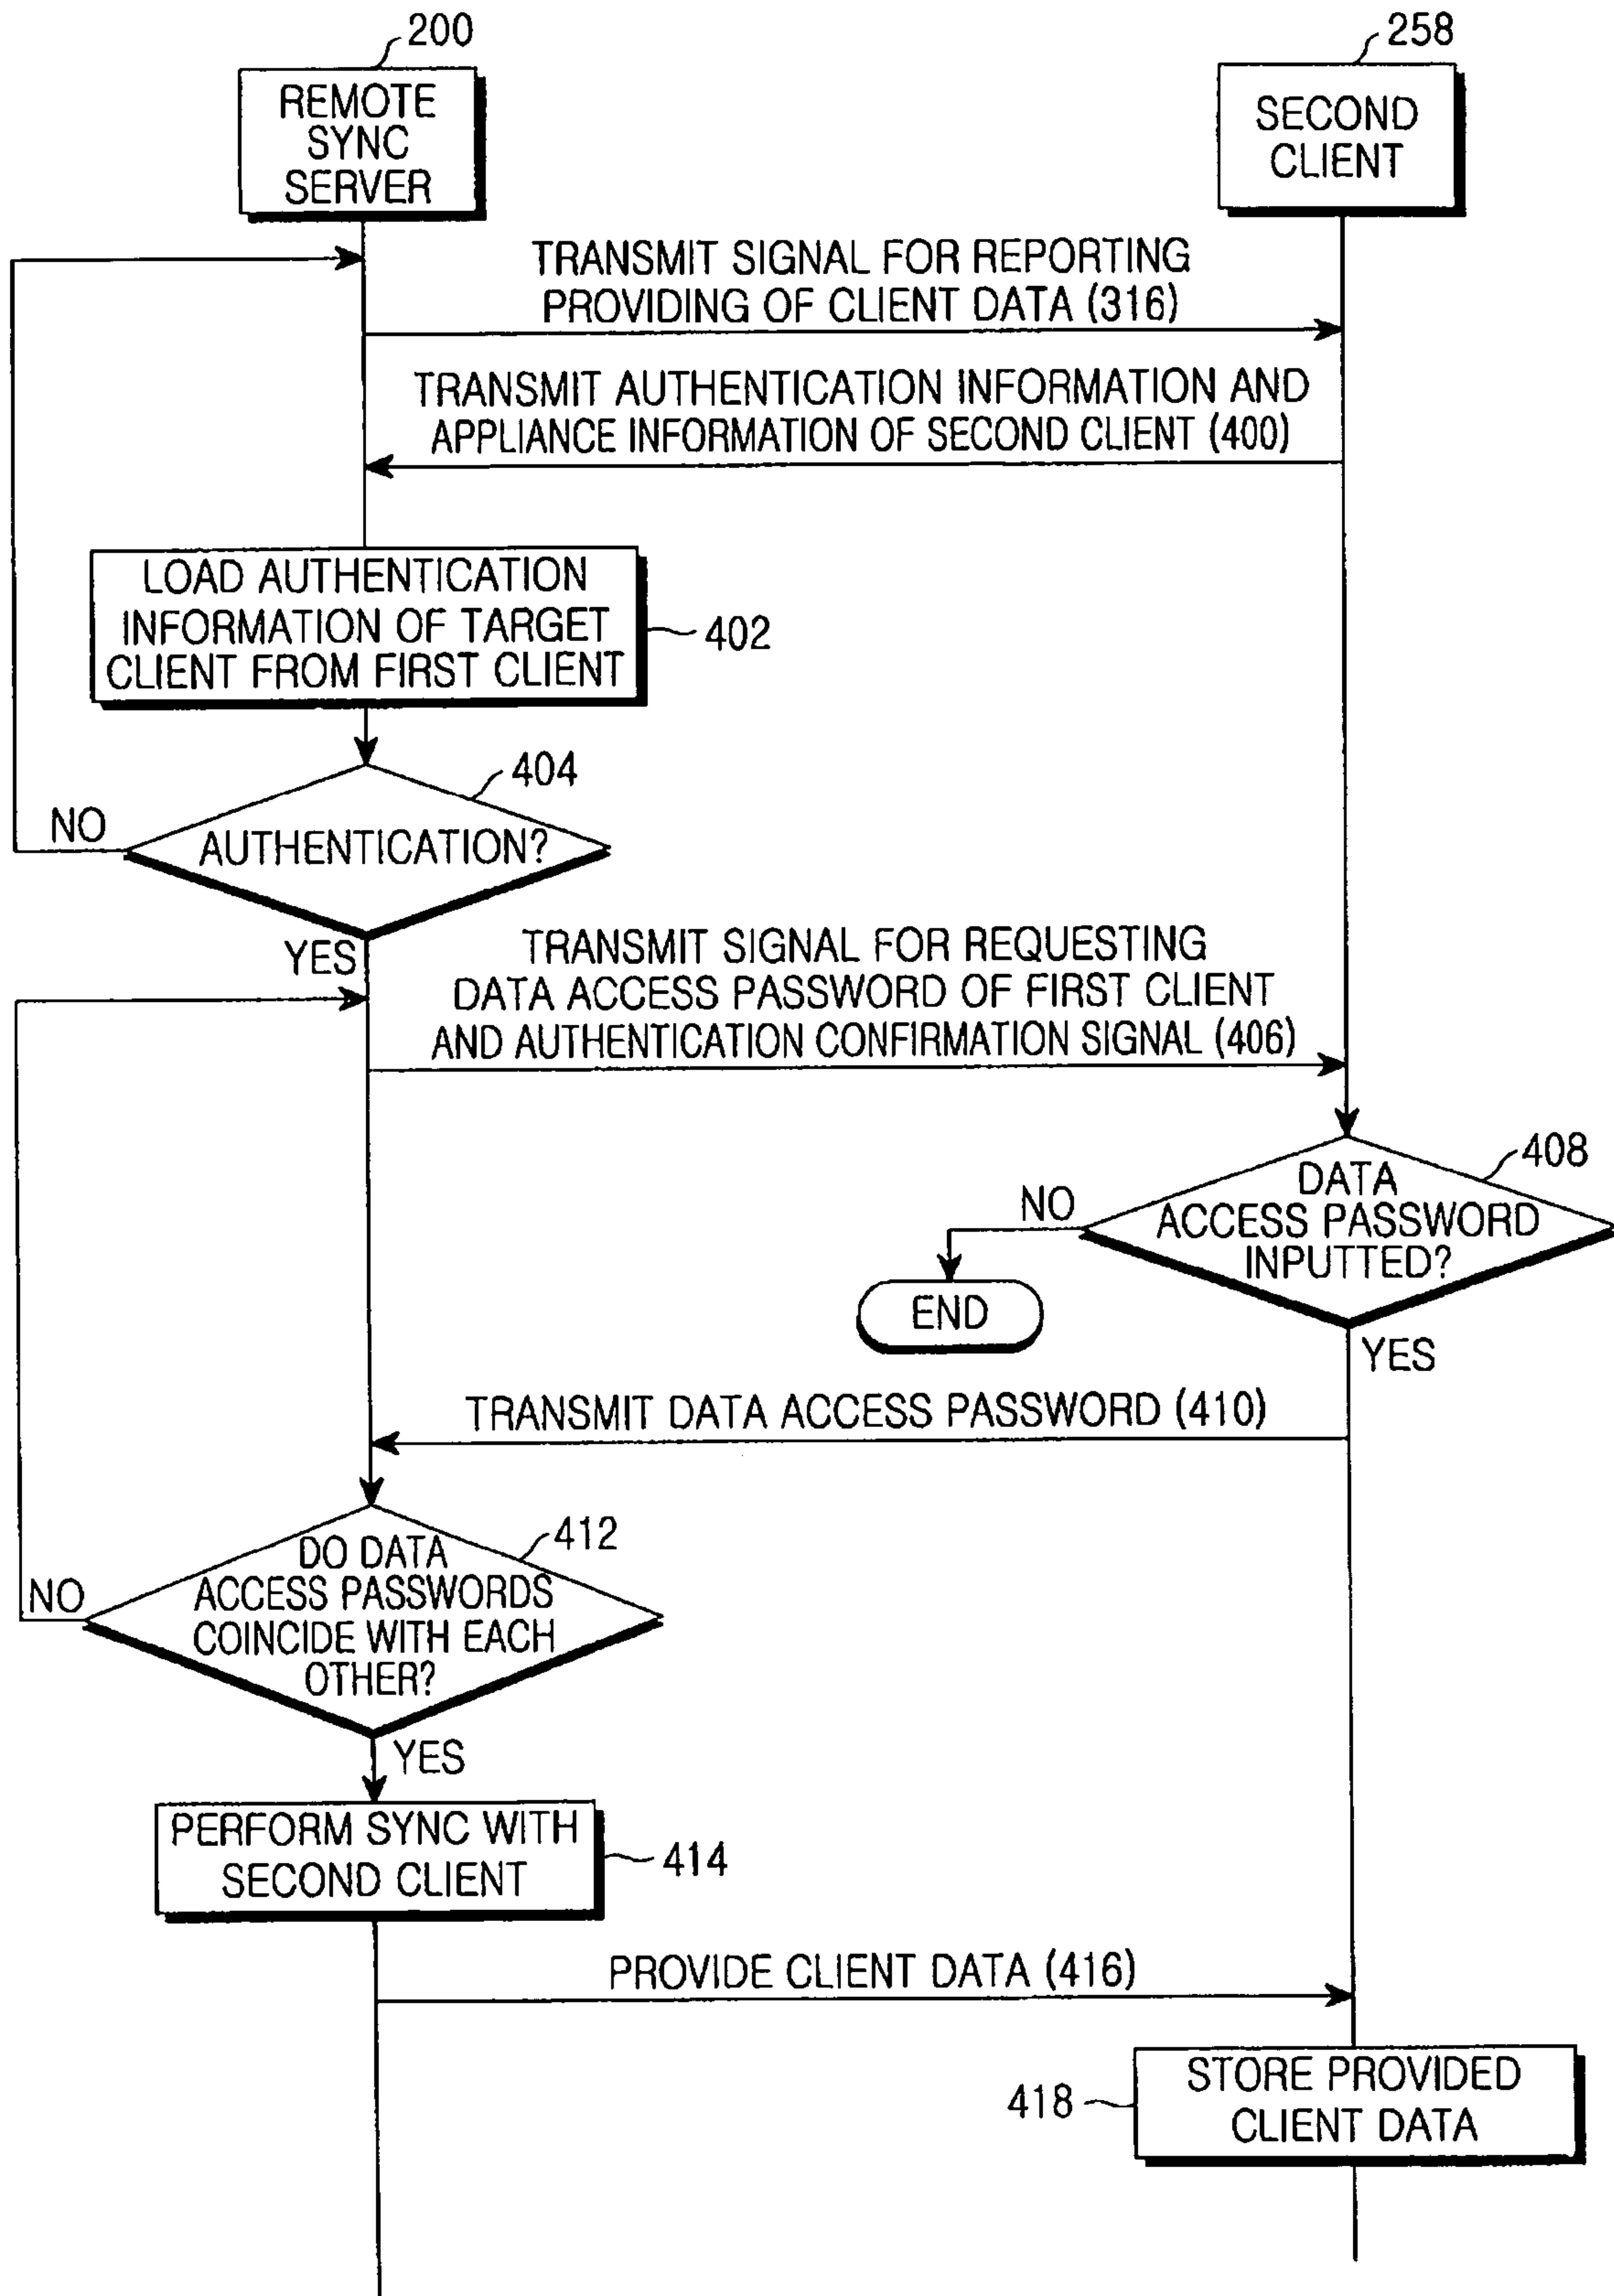 200
REMOTE
SYNC
SERVER
258
SECOND
CLIENT
TRANSMIT SIGNAL FOR REPORTING
PROVIDING OF CLIENT DATA (316)
TRANSMIT AUTHENTICATION INFORMATION AND
APPLIANCE INFORMATION OF SECOND CLIENT (400)
LOAD AUTHENTICATION
INFORMATION OF TARGET
CLIENT FROM FIRST CLIENT
402
404
NO
AUTHENTICATION?
YES
TRANSMIT SIGNAL FOR REQUESTING
DATA ACCESS PASSWORD OF FIRST CLIENT
AND AUTHENTICATION CONFIRMATION SIGNAL (406)
408
DATA
ACCESS PASSWORD
INPUTTED?
NO
END
YES
TRANSMIT DATA ACCESS PASSWORD (410)
412
DO DATA
ACCESS PASSWORDS
COINCIDE WITH EACH
OTHER?
NO
YES
PERFORM SYNC WITH
SECOND CLIENT
414
PROVIDE CLIENT DATA (416)
STORE PROVIDED
CLIENT DATA
418